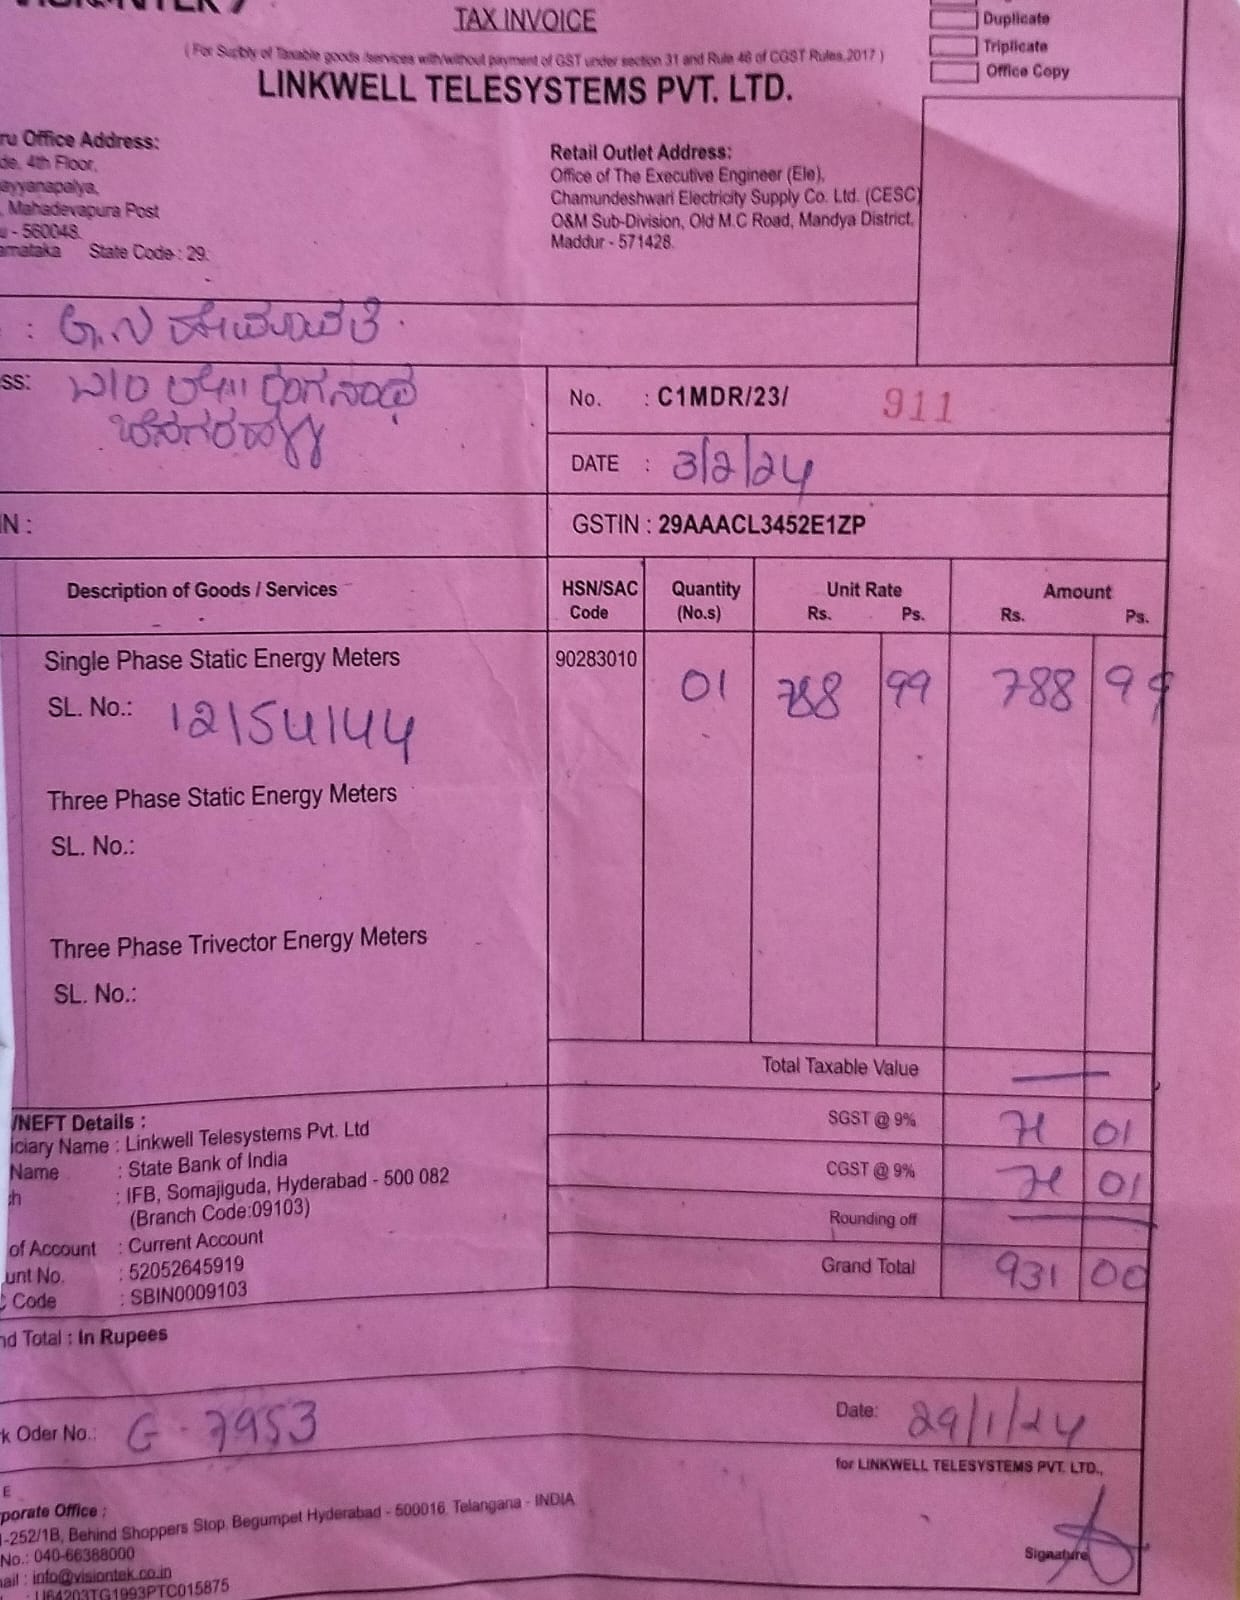 TAX INVOICE
Duplicate
Triplicate
Office Copy
( For Supply of Taxable goods /services with/without payment of GST under section 31 and Rule 46 of CGST Rules,2017 )
LINKWELL TELESYSTEMS PVT. LTD.
Office Address:
4th Floor,
Mahadevapura Post
- 560048.
State Code : 29.
Retail Outlet Address:
Office of The Executive Engineer (Ele),
Chamundeshwari Electricity Supply Co. Ltd. (CESC)
O&M Sub-Division, Old M.C Road, Mandya District,
Maddur - 571428.
No. : C1MDR/23/ 911
DATE : 3/2/24
GSTIN : 29AAACL3452E1ZP
Description of Goods / Services HSN/SAC Code Quantity (No.s) Unit Rate Rs. Ps. Amount Rs. Ps.
Single Phase Static Energy Meters 90283010 01 788 99 788 99
SL. No.: 12154144
Three Phase Static Energy Meters
SL. No.:
Three Phase Trivector Energy Meters
SL. No.:
Total Taxable Value —
SGST @ 9% 71 01
CGST @ 9% 71 01
Rounding off —
Grand Total 931 00
/NEFT Details :
Name : Linkwell Telesystems Pvt. Ltd
Name : State Bank of India
: IFB, Somajiguda, Hyderabad - 500 082
(Branch Code:09103)
of Account : Current Account
No. : 52052645919
Code : SBIN0009103
Total : In Rupees
Oder No.: G - 7953
Date: 29/1/24
for LINKWELL TELESYSTEMS PVT. LTD.,
Office :
-252/1B, Behind Shoppers Stop, Begumpet Hyderabad - 500016. Telangana - INDIA
No.: 040-66388000
: info@visiontek.co.in
: U64203TG1993PTC015875
Signature